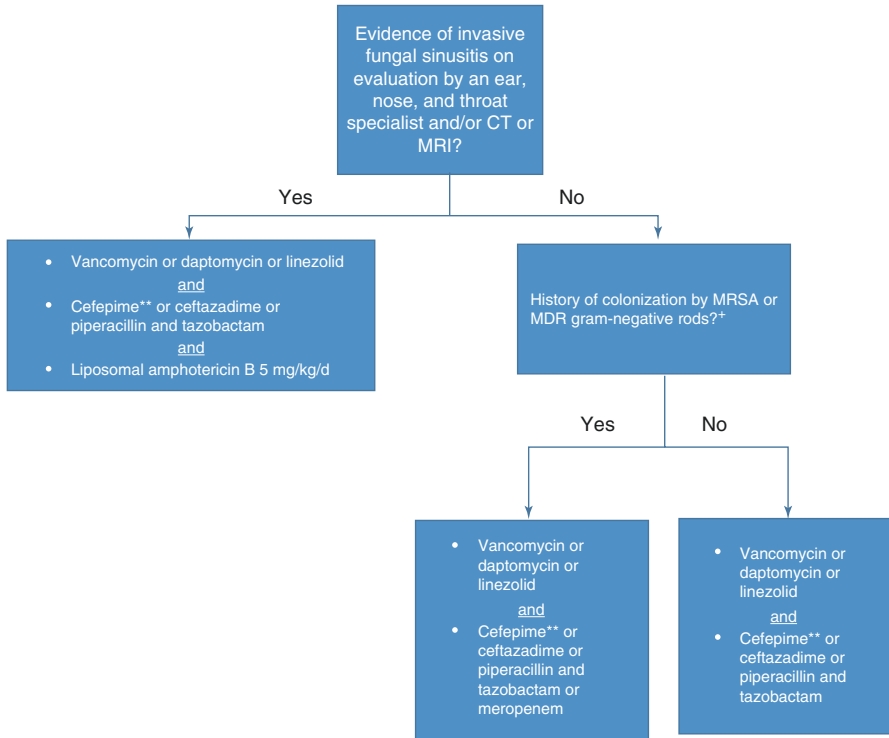 Evidence of invasive
fungal sinusitis on
evaluation by an ear,
nose, and throat
specialist and/or CT or
MRI?
Yes
No
• Vancomycin or daptomycin or linezolid
and
• Cefepime** or ceftazadime or
piperacillin and tazobactam
and
• Liposomal amphotericin B 5 mg/kg/d
History of colonization by MRSA or
MDR gram-negative rods?+
Yes
No
• Vancomycin or
daptomycin or
linezolid
and
• Cefepime** or
ceftazadime or
piperacillin and
tazobactam or
meropenem
• Vancomycin or
daptomycin or
linezolid
and
• Cefepime** or
ceftazadime or
piperacillin and
tazobactam